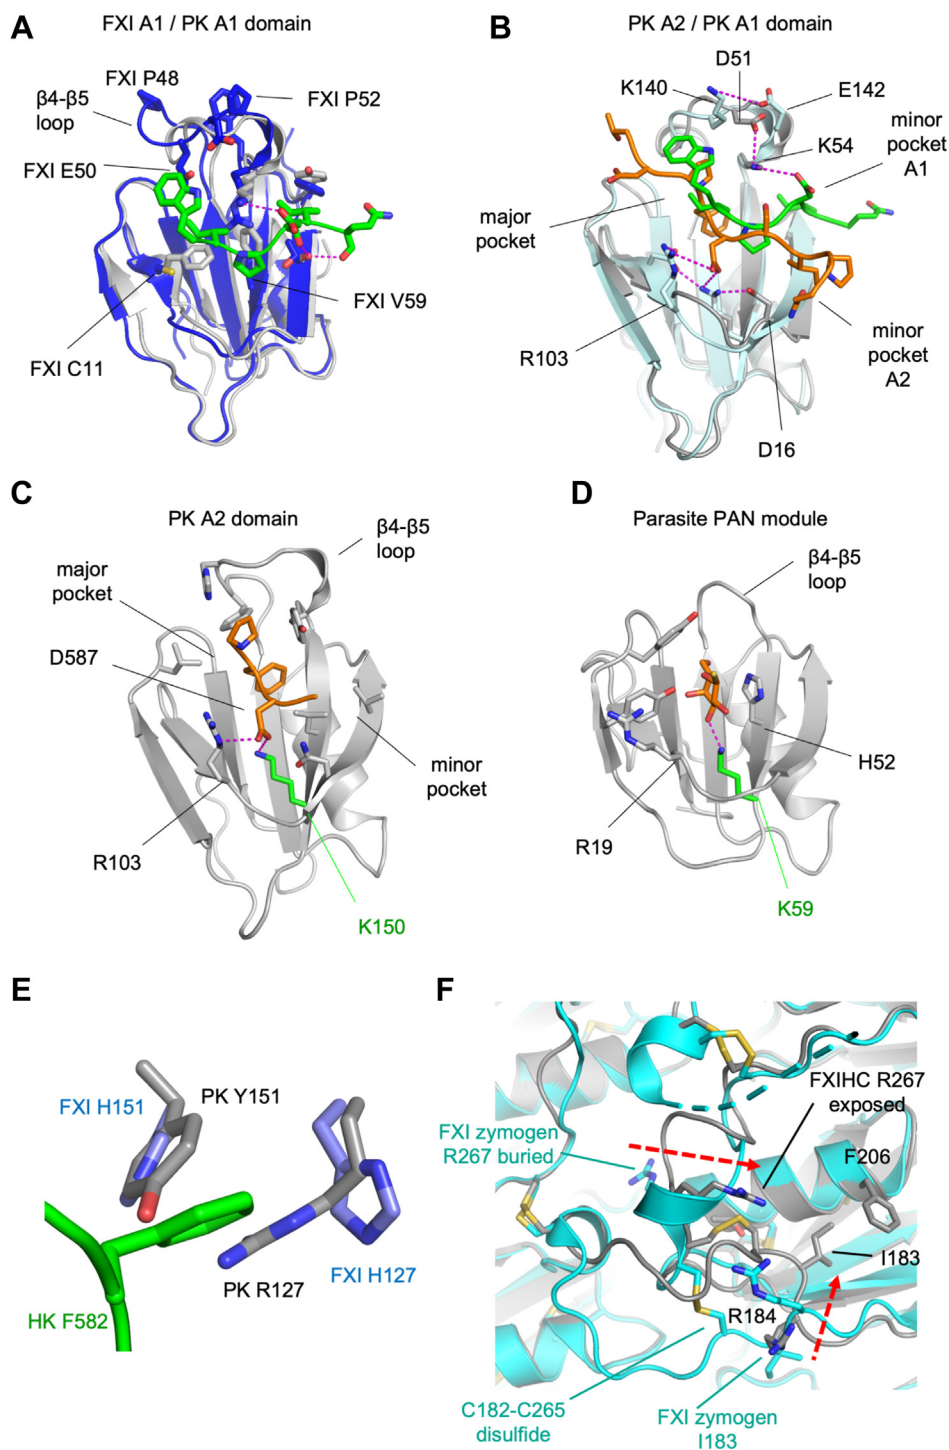 A
FXI A1 / PK A1 domain
FXI P48
β4-β5
loop
FXI P52
FXI E50
FXI V59
FXI C11
B
PK A2 / PK A1 domain
D51
K140
E142
minor
pocket
A1
K54
major
pocket
R103
minor
pocket
A2
D16
C
PK A2 domain
β4-β5
loop
major
pocket
D587
minor
pocket
R103
K150
D
Parasite PAN module
β4-β5
loop
H52
R19
K59
E
PK Y151
FXI H151
PK R127
FXI H127
HK F582
F
FXIHC R267
exposed
FXI zymogen
R267 buried
F206
I183
R184
C182-C265
disulfide
FXI zymogen
I183